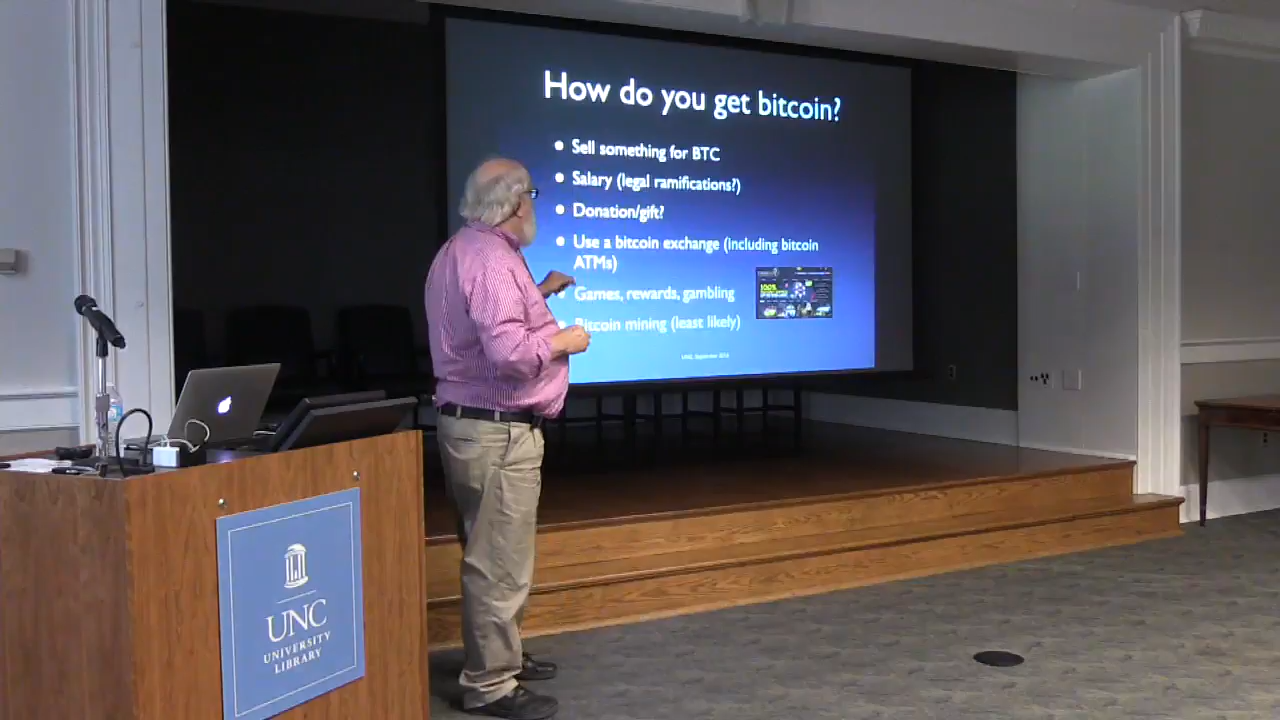 How do you get bitcoin?
Sell something for BTC
Salary (legal ramifications?)
Donation/gift?
Use a bitcoin exchange (including bitcoin
ATMs)
Games, rewards, gambling
Bitcoin mining (least likely)
100%
UNC
UNIVERSITY
LIBRARY